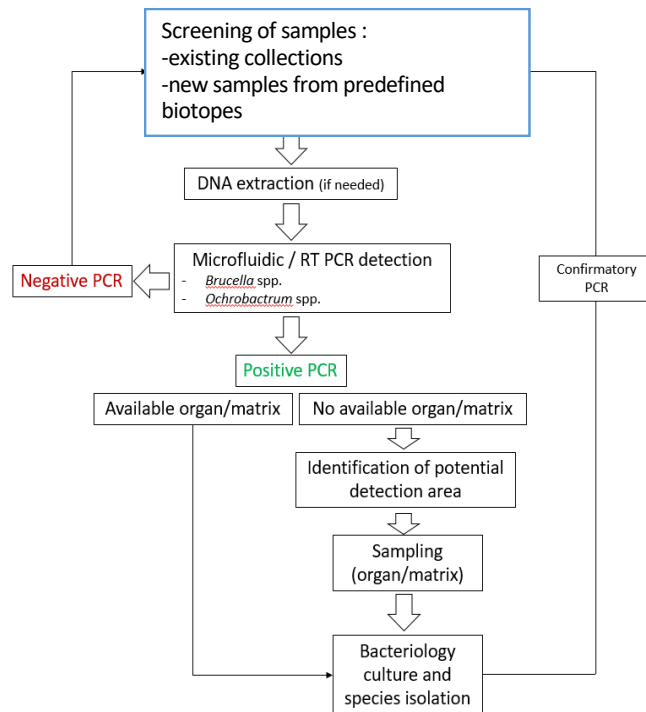 Screening of samples :
-existing collections
-new samples from predefined
biotopes
DNA extraction (if needed)
Microfluidic / RT PCR detection
- Brucella spp.
- Ochrobactrum spp.
Negative PCR
Confirmatory
PCR
Positive PCR
Available organ/matrix
No available organ/matrix
Identification of potential
detection area
Sampling
(organ/matrix)
Bacteriology
culture and
species isolation